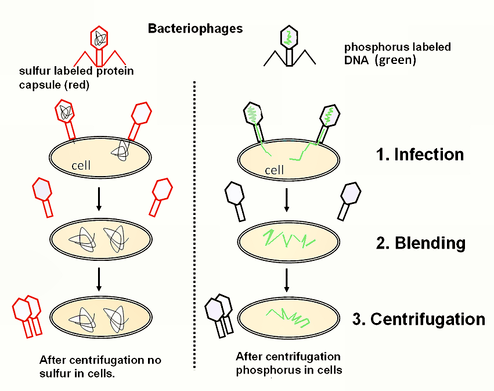 Bacteriophages
sulfur labeled protein
capsule (red)
phosphorus labeled
DNA (green)
cell
cell
1. Infection
2. Blending
3. Centrifugation
After centrifugation no
sulfur in cells.
After centrifugation
phosphorus in cells